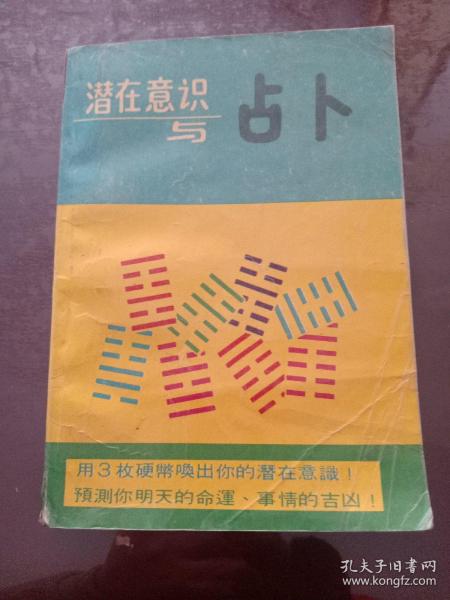 潜在意识
与 占卜
用3枚硬幣喚出你的潛在意識！
預測你明天的命運、事情的吉凶！
孔夫子旧书网
www.kongfz.com